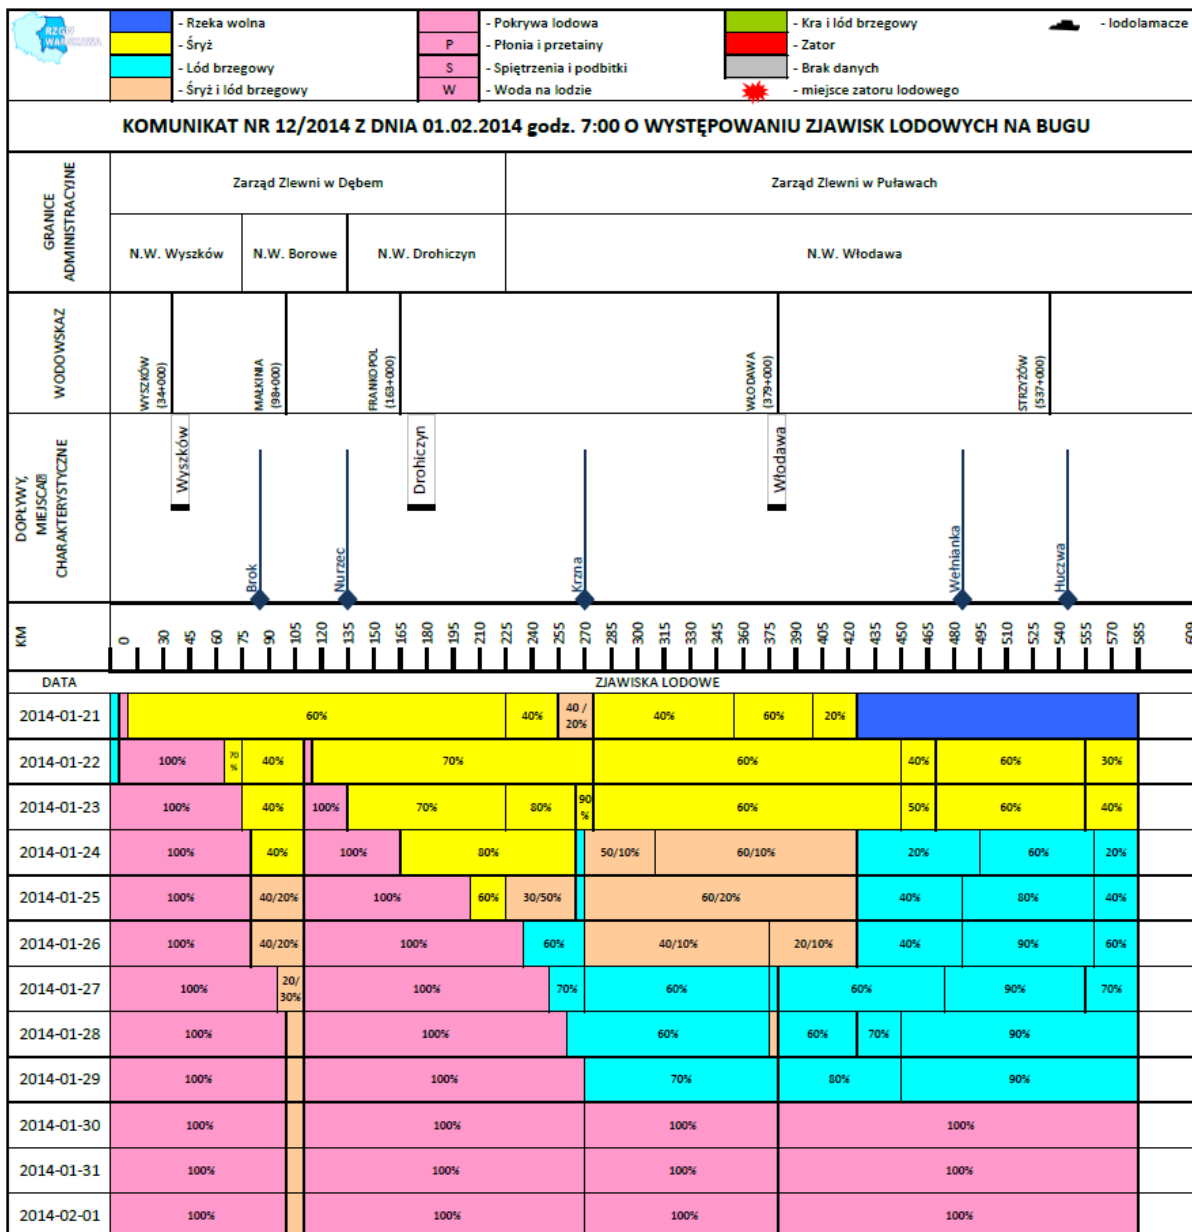 RZGW
WARSZAWA
- Rzeka wolna
- Śryż
- Lód brzegowy
- Śryż i lód brzegowy
- Pokrywa lodowa
P - Płonia i przetainy
S - Spiętrzenia i podbitki
W - Woda na lodzie
- Kra i lód brzegowy
- Zator
- Brak danych
- miejsce zatoru lodowego
- lodolamacze
KOMUNIKAT NR 12/2014 Z DNIA 01.02.2014 godz. 7:00 O WYSTĘPOWANIU ZJAWISK LODOWYCH NA BUGU
GRANICE
ADMINISTRACYJNE
Zarząd Zlewni w Dębem
Zarząd Zlewni w Puławach
N.W. Wyszków
N.W. Borowe
N.W. Drohiczyn
N.W. Włodawa
WODOWSKAZ
WYSZKÓW
(34+000)
MAŁKINIA
(98+000)
FRANKOPOL
(163+000)
WŁODAWA
(379+000)
STRZYŻÓW
(537+000)
DOPŁYWY,
MIEJSCA
CHARAKTERYSTYCZNE
Wyszków
Drohiczyn
Włodawa
Brok
Nurzec
Krzna
Wełnianka
Huczwa
KM
0 30 45 60 75 90 105 120 135 150 165 180 195 210 225 240 255 270 285 300 315 330 345 360 375 390 405 420 435 450 465 480 495 510 525 540 555 570 585 609
DATA ZJAWISKA LODOWE
2014-01-21 60% 40% 40 / 20% 40% 60% 20%
2014-01-22 100% 70 % 40% 70% 60% 40% 60% 30%
2014-01-23 100% 40% 100% 70% 80% 90 % 60% 50% 60% 40%
2014-01-24 100% 40% 100% 80% 50/10% 60/10% 20% 60% 20%
2014-01-25 100% 40/20% 100% 60% 30/50% 60/20% 40% 80% 40%
2014-01-26 100% 40/20% 100% 60% 40/10% 20/10% 40% 90% 60%
2014-01-27 100% 20/ 30% 100% 70% 60% 60% 90% 70%
2014-01-28 100% 100% 60% 60% 70% 90%
2014-01-29 100% 100% 70% 80% 90%
2014-01-30 100% 100% 100% 100%
2014-01-31 100% 100% 100% 100%
2014-02-01 100% 100% 100% 100%